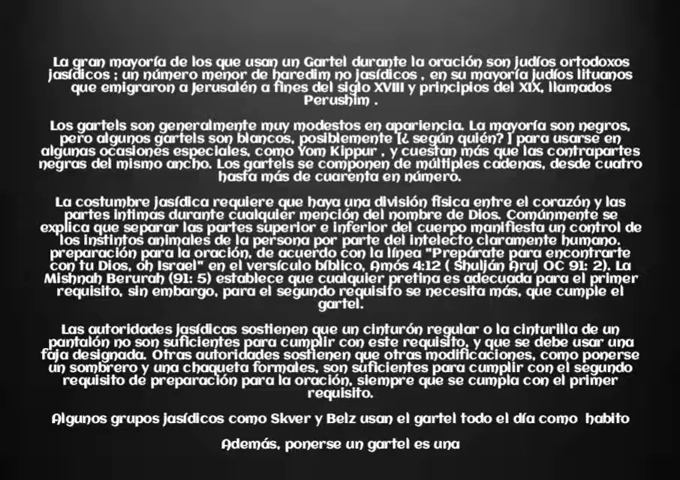 La gran mayoría de los que usan un Gartel durante la oración son judíos ortodoxos
jasídicos ; un número menor de haredim no jasídicos , en su mayoría judíos lituanos
que emigraron a Jerusalén a fines del siglo XVIII y principios del XIX, llamados
Perushim .
Los gartels son generalmente muy modestos en apariencia. La mayoría son negros,
pero algunos gartels son blancos, posiblemente [¿ según quién? ] para usarse en
algunas ocasiones especiales, como Yom Kippur , y cuestan más que las contrapartes
negras del mismo ancho. Los gartels se componen de múltiples cadenas, desde cuatro
hasta más de cuarenta en número.
La costumbre jasídica requiere que haya una división física entre el corazón y las
partes intimas durante cualquier mención del nombre de Dios. Comúnmente se
explica que separar las partes superior e inferior del cuerpo manifiesta un control de
los instintos animales de la persona por parte del intelecto claramente humano.
preparación para la oración, de acuerdo con la línea "Prepárate para encontrarte
con tu Dios, oh Israel" en el versículo bíblico, Amós 4:12 ( Shulján Aruj OC 91: 2). La
Mishnah Berurah (91: 5) establece que cualquier pretina es adecuada para el primer
requisito, sin embargo, para el segundo requisito se necesita más, que cumple el
gartel.
Las autoridades jasídicas sostienen que un cinturón regular o la cinturilla de un
pantalón no son suficientes para cumplir con este requisito, y que se debe usar una
faja designada. Otras autoridades sostienen que otras modificaciones, como ponerse
un sombrero y una chaqueta formales, son suficientes para cumplir con el segundo
requisito de preparación para la oración, siempre que se cumpla con el primer
requisito.
Algunos grupos jasídicos como Skver y Belz usan el gartel todo el día como habito
Además, ponerse un gartel es una